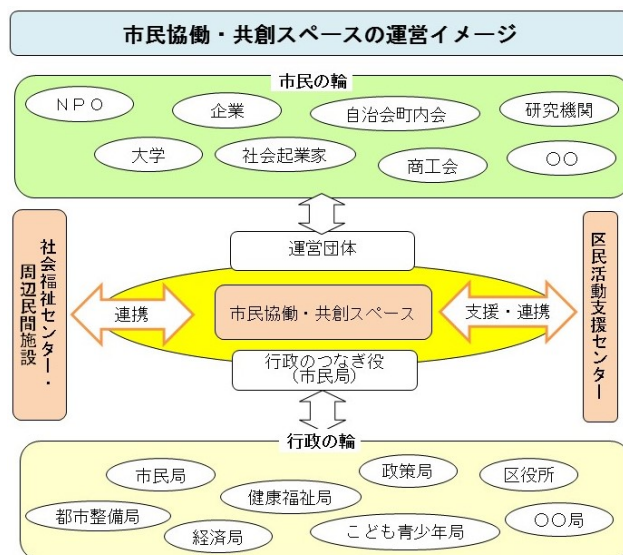 市民協働・共創スペースの運営イメージ
市民の輪
ＮＰＯ
企業
自治会町内会
研究機関
大学
社会起業家
商工会
〇〇
社会福祉センター・
周辺民間施設
連携
運営団体
市民協働・共創スペース
行政のつなぎ役
（市民局）
支援・連携
区民活動支援センター
行政の輪
市民局
政策局
区役所
健康福祉局
都市整備局
経済局
こども青少年局
〇〇局